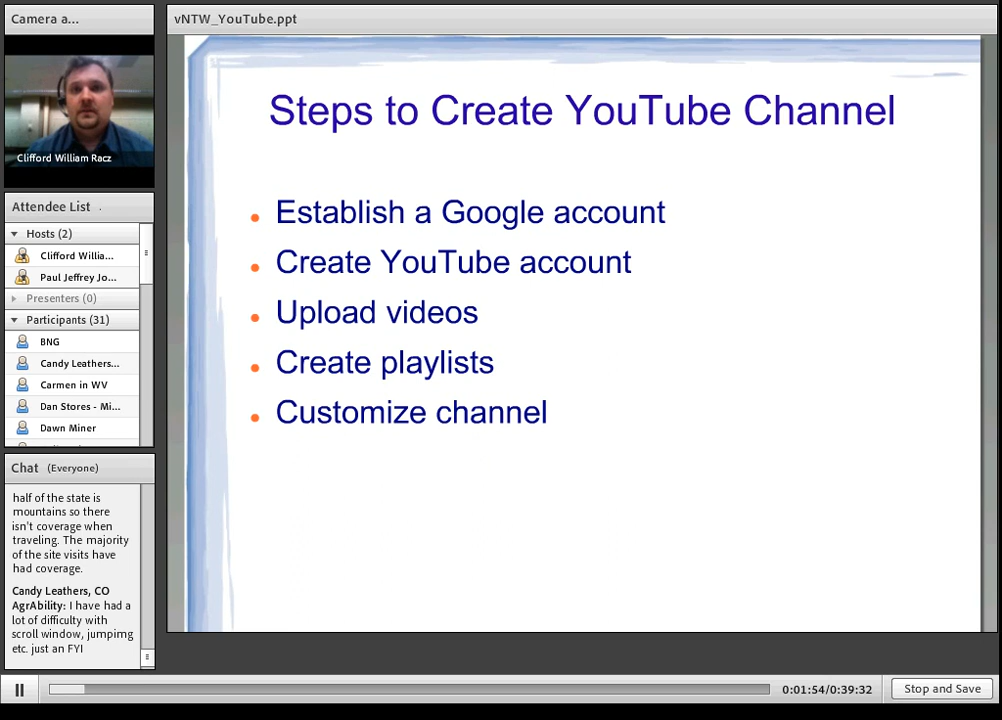 Camera a...
vNTW_YouTube.ppt
Clifford William Racz
Attendee List
Hosts (2)
Clifford Willia...
Paul Jeffrey Jo...
Presenters (0)
Participants (31)
BNG
Candy Leathers...
Carmen in WV
Dan Stores - Mi...
Dawn Miner
Chat (Everyone)
half of the state is
mountains so there
isn't coverage when
traveling. The majority
of the site visits have
had coverage.
Candy Leathers, CO
AgrAbility: I have had a
lot of difficulty with
scroll window, jumpimg
etc. just an FYI
Steps to Create YouTube Channel
• Establish a Google account
• Create YouTube account
• Upload videos
• Create playlists
• Customize channel
0:01:54/0:39:32
Stop and Save